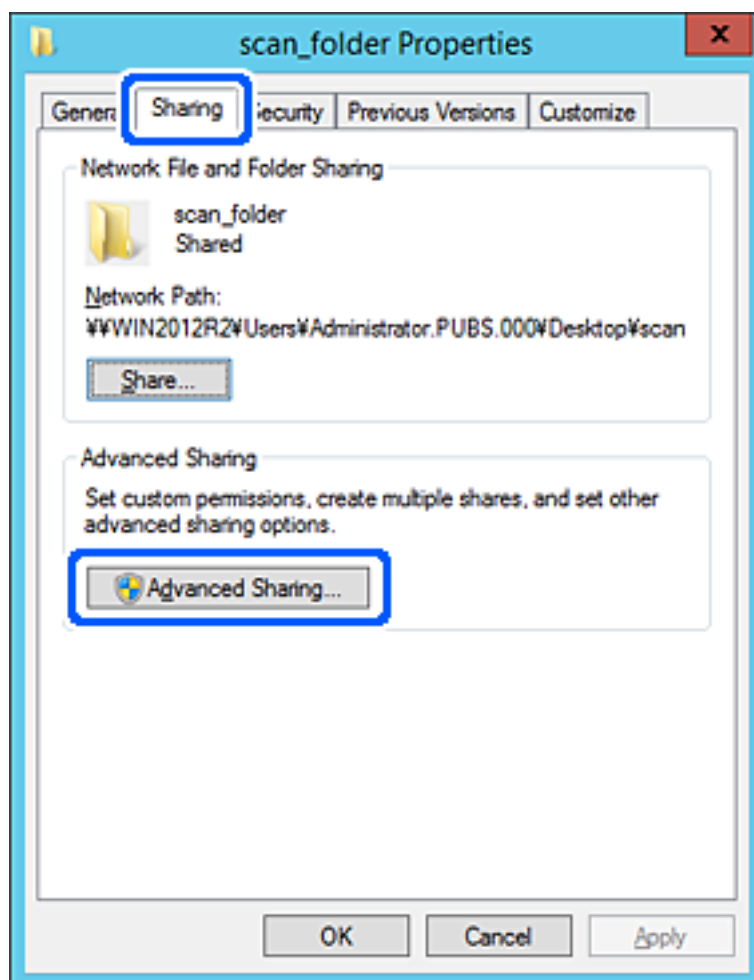 scan_folder Properties
x
General Sharing Security Previous Versions Customize
Network File and Folder Sharing
scan_folder
Shared
Network Path:
¥¥WIN2012R2¥Users¥Administrator.PUBS.000¥Desktop¥scan
Share...
Advanced Sharing
Set custom permissions, create multiple shares, and set other
advanced sharing options.
Advanced Sharing...
OK Cancel Apply